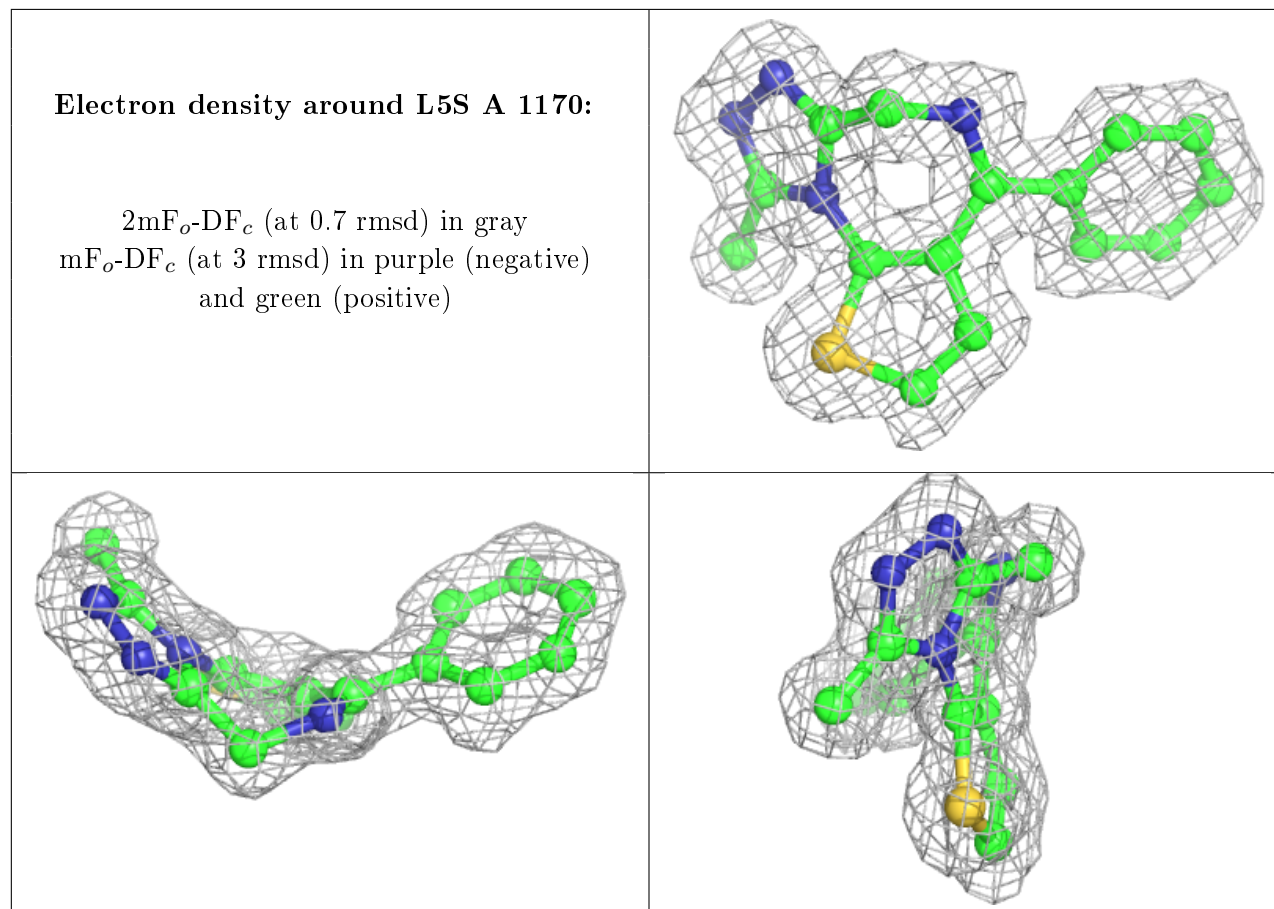 Electron density around L5S A 1170:
2mFo-DFc (at 0.7 rmsd) in gray
mFo-DFc (at 3 rmsd) in purple (negative)
and green (positive)